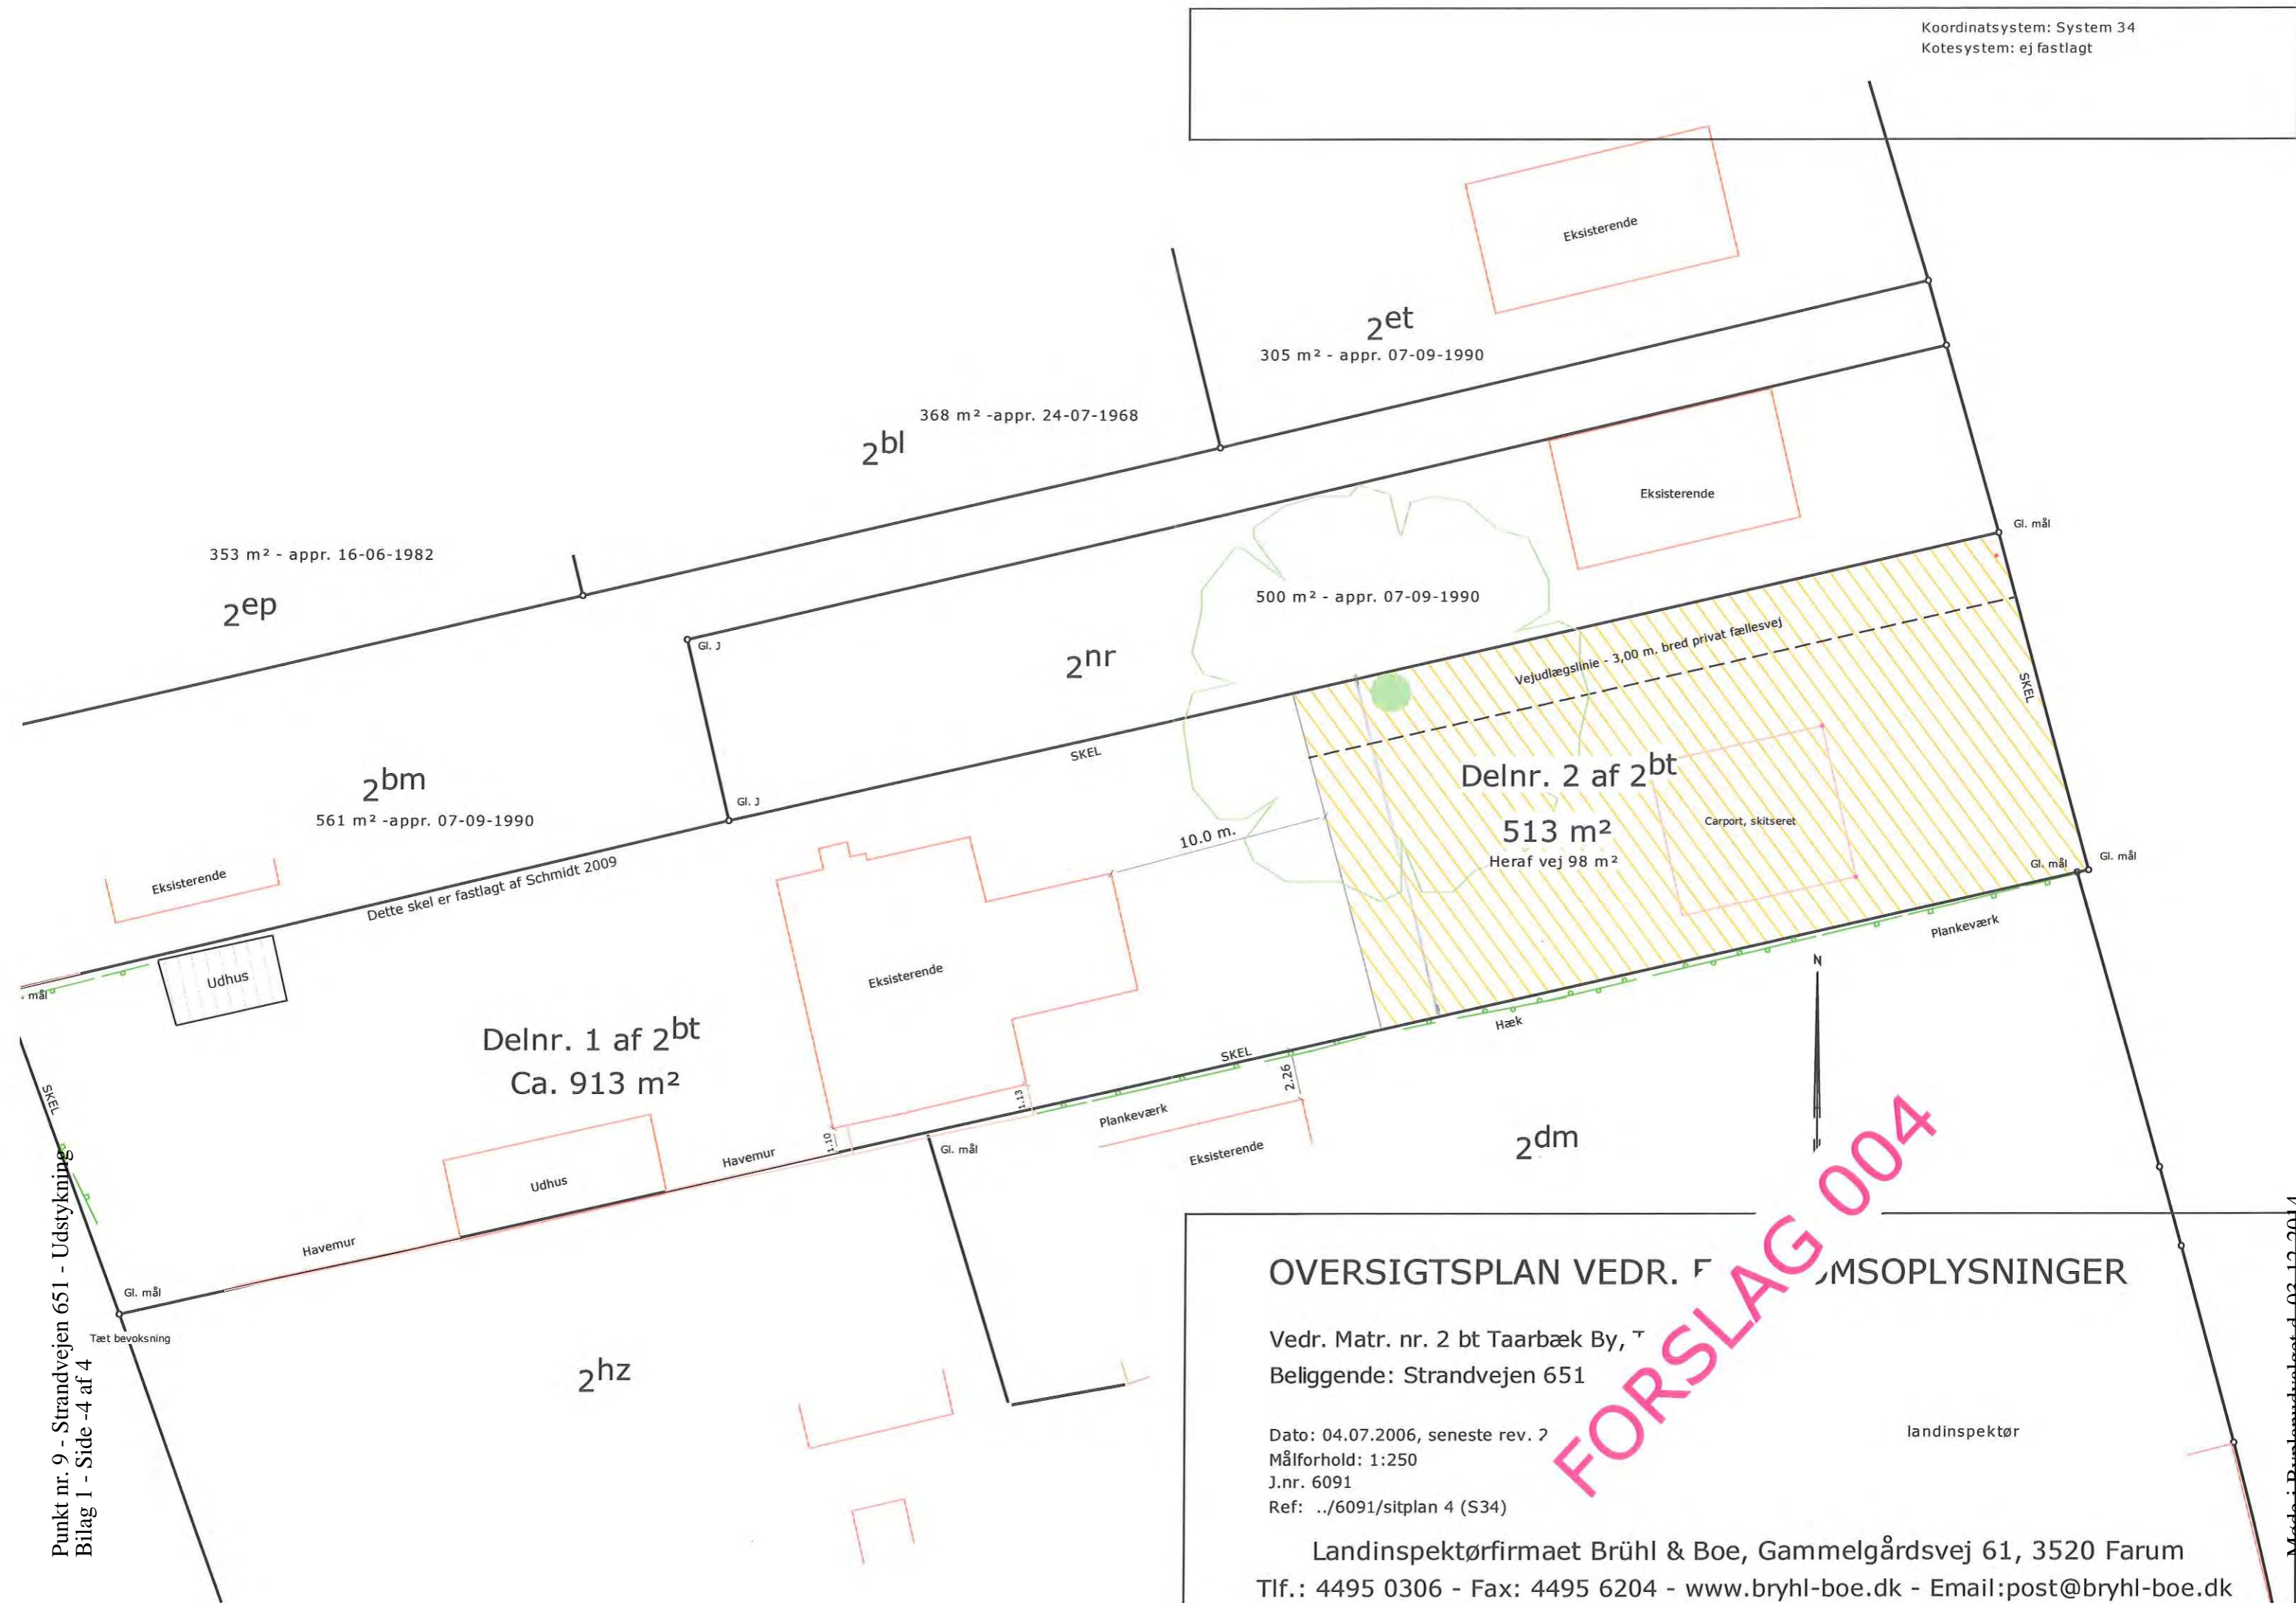 Koordinatsystem: System 34
Kotesystem: ej fastlagt
Eksisterende
2et
305 m² - appr. 07-09-1990
368 m² -appr. 24-07-1968
2bl
Eksisterende
Gl. mål
353 m² - appr. 16-06-1982
2ep
500 m² - appr. 07-09-1990
Gl. J
2nr
Vejudlægslinie - 3,00 m. bred privat fællesvej
SKEL
SKEL
2bm
561 m² -appr. 07-09-1990
Gl. J
Delnr. 2 af 2bt
513 m²
Heraf vej 98 m²
Carport, skitseret
10.0 m.
Gl. mål
Gl. mål
Eksisterende
Dette skel er fastlagt af Schmidt 2009
Plankeværk
Udhus
mål
Eksisterende
N
Hæk
Delnr. 1 af 2bt
Ca. 913 m²
SKEL
2.26
SKEL
1.13
Plankeværk
1.10
Gl. mål
Eksisterende
2dm
Havemur
Udhus
Havemur
Gl. mål
Tæt bevoksning
2hz
Punkt nr. 9 - Strandvejen 651 - Udstykning
Bilag 1 - Side -4 af 4
OVERSIGTSPLAN VEDR. OMSOPLYSNINGER
Vedr. Matr. nr. 2 bt Taarbæk By,
Beliggende: Strandvejen 651
FORSLAG 004
Dato: 04.07.2006, seneste rev.
Målforhold: 1:250
J.nr. 6091
Ref: ../6091/sitplan 4 (S34)
landinspektør
Landinspektørfirmaet Brühl & Boe, Gammelgårdsvej 61, 3520 Farum
Tlf.: 4495 0306 - Fax: 4495 6204 - www.bryhl-boe.dk - Email:post@bryhl-boe.dk